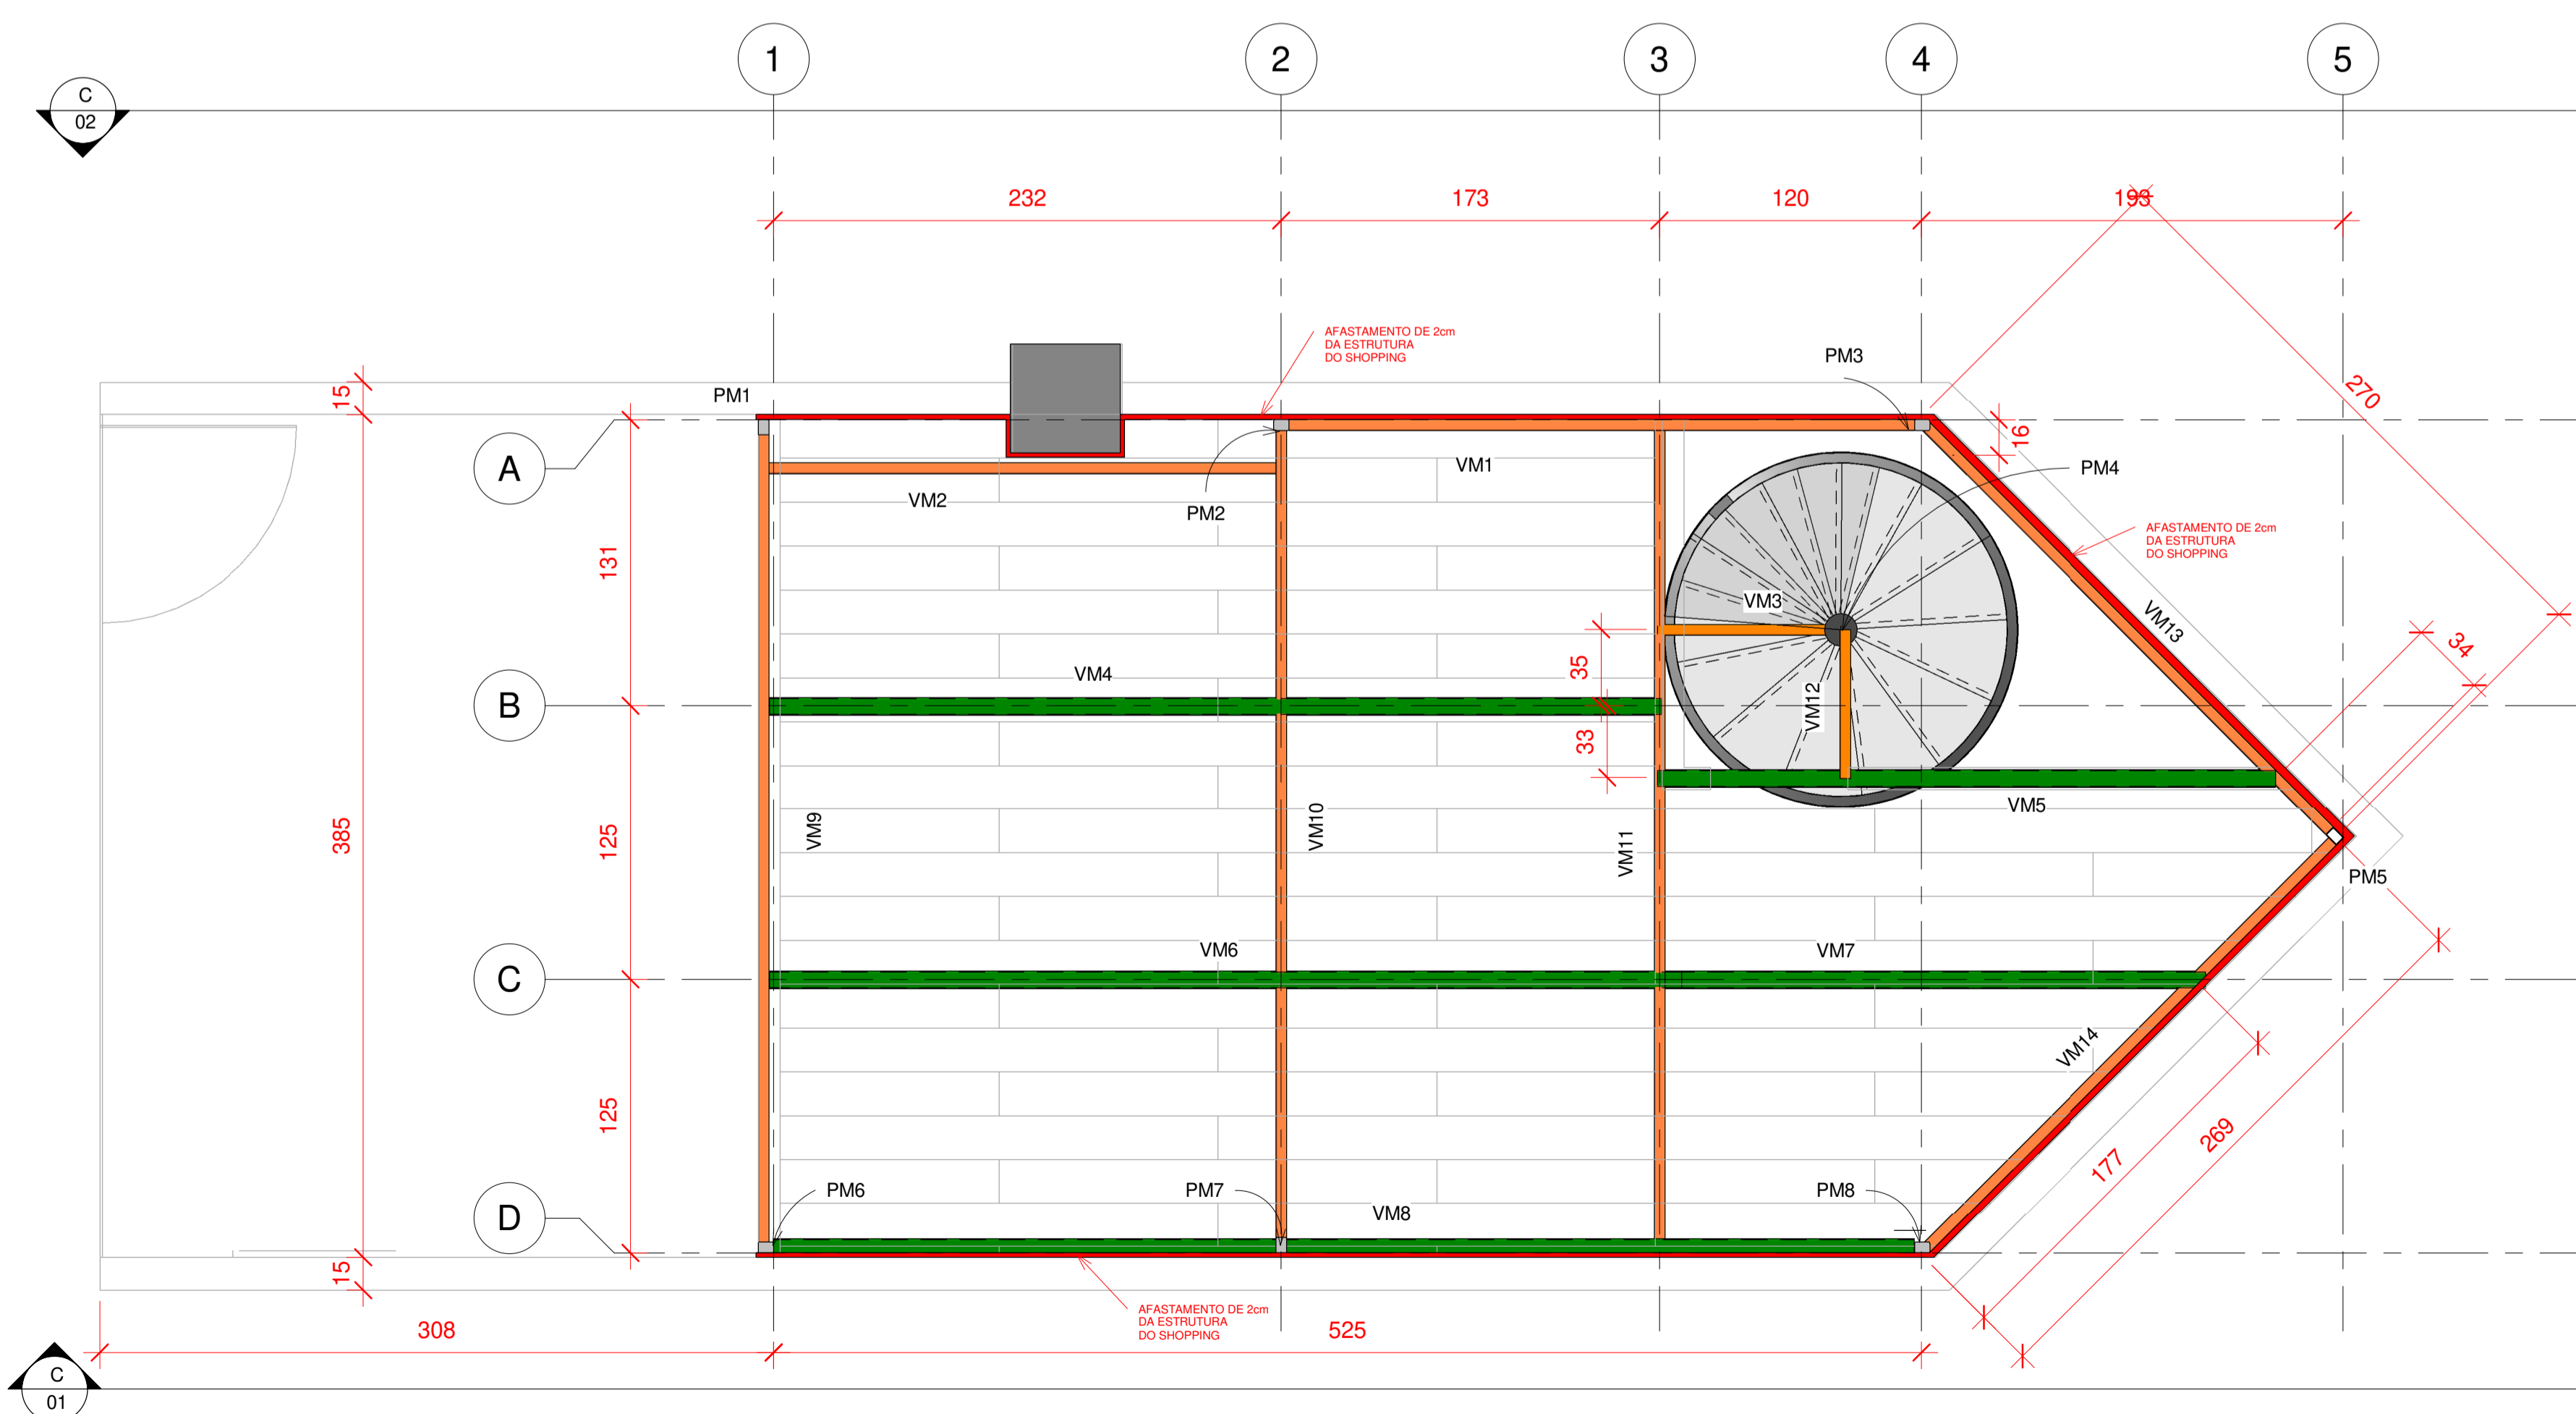 1
2
3
4
5
C
02
232
173
120
193
AFASTAMENTO DE 2cm
DA ESTRUTURA
DO SHOPPING
PM3
15
PM1
270
16
A
VM1
PM4
VM2
PM2
AFASTAMENTO DE 2cm
DA ESTRUTURA
DO SHOPPING
131
VM3
VM13
34
35
VM4
B
VM12
33
VM5
385
125
VM9
VM10
VM11
PM5
VM6
VM7
C
VM14
125
177
269
PM6
PM7
PM8
VM8
D
15
AFASTAMENTO DE 2cm
DA ESTRUTURA
DO SHOPPING
308
525
C
01